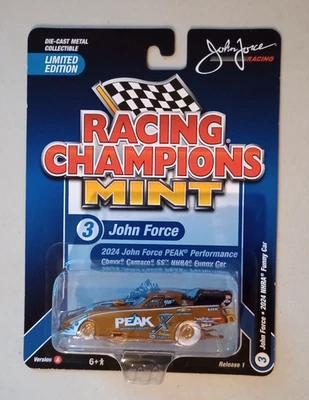 DIE-CAST METAL
COLLECTIBLE
LIMITED
EDITION
John Force
RACING
RACING
CHAMPIONS
MINT
3 John Force
2024 John Force PEAK® Performance
Chevy® Camaro® SS™ NHRA® Funny Car
PEAK
Version A
6+
Release 1
3 John Force • 2024 NHRA® Funny Car